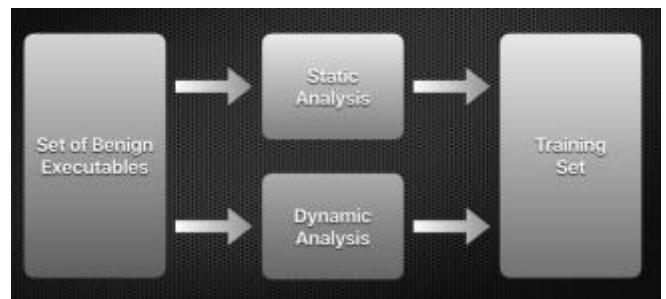 Set of Benign
Executables
Static
Analysis
Dynamic
Analysis
Training
Set